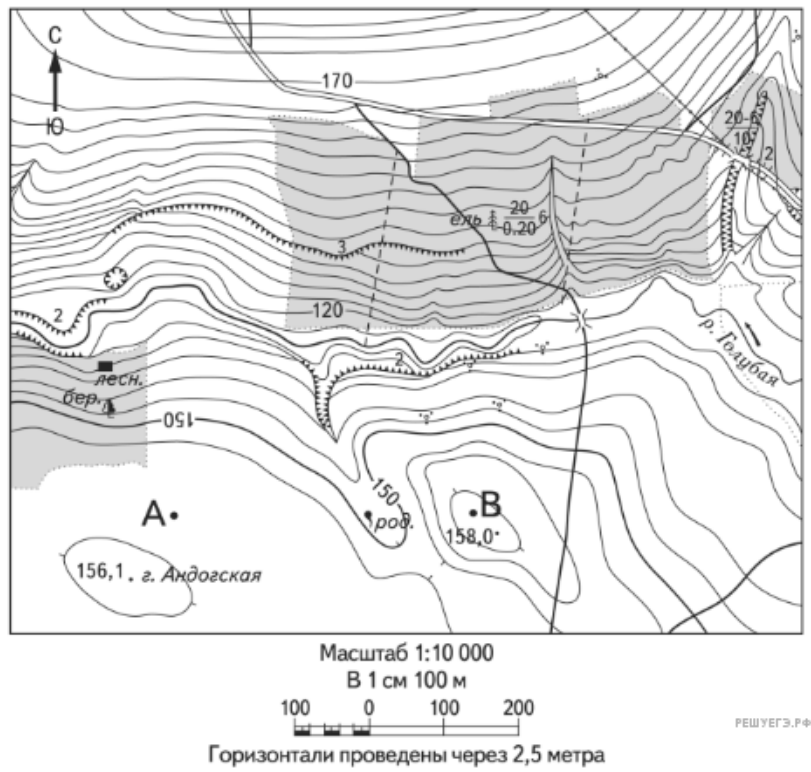 С
Ю
170
20-6
10
2
ель 20 6
0.20
3
120
2
р. Голубая
2
лесн.
бер.
150
150
род.
А
В
158,0
156,1 . г. Андогская
Масштаб 1:10 000
В 1 см 100 м
100 0 100 200
Горизонтали проведены через 2,5 метра
РЕШУЕГЭ.РФ